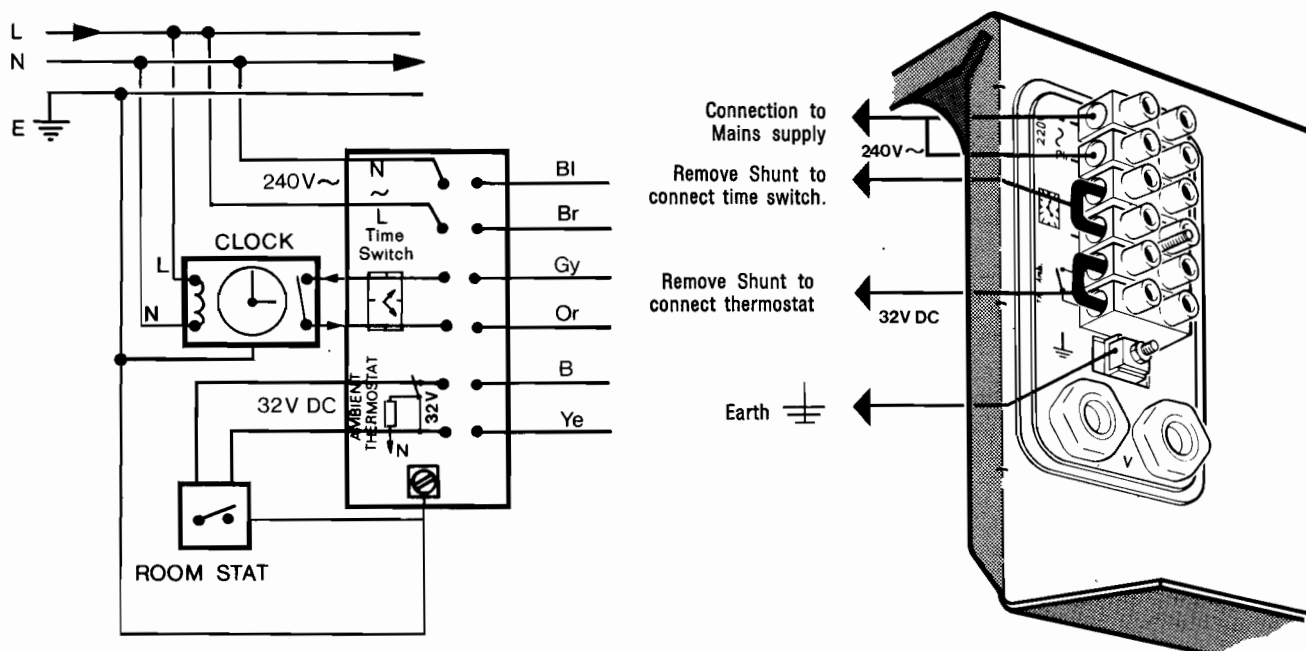 L
N
E
240V~
N
~
L
Time
Switch
Bl
Br
Gy
Or
B
Ye
CLOCK
L
N
32V DC
AMBIENT
THERMOSTAT
32V
N
ROOM STAT
Connection to
Mains supply
240V~
Remove Shunt to
connect time switch.
Remove Shunt to
connect thermostat
32V DC
Earth
V